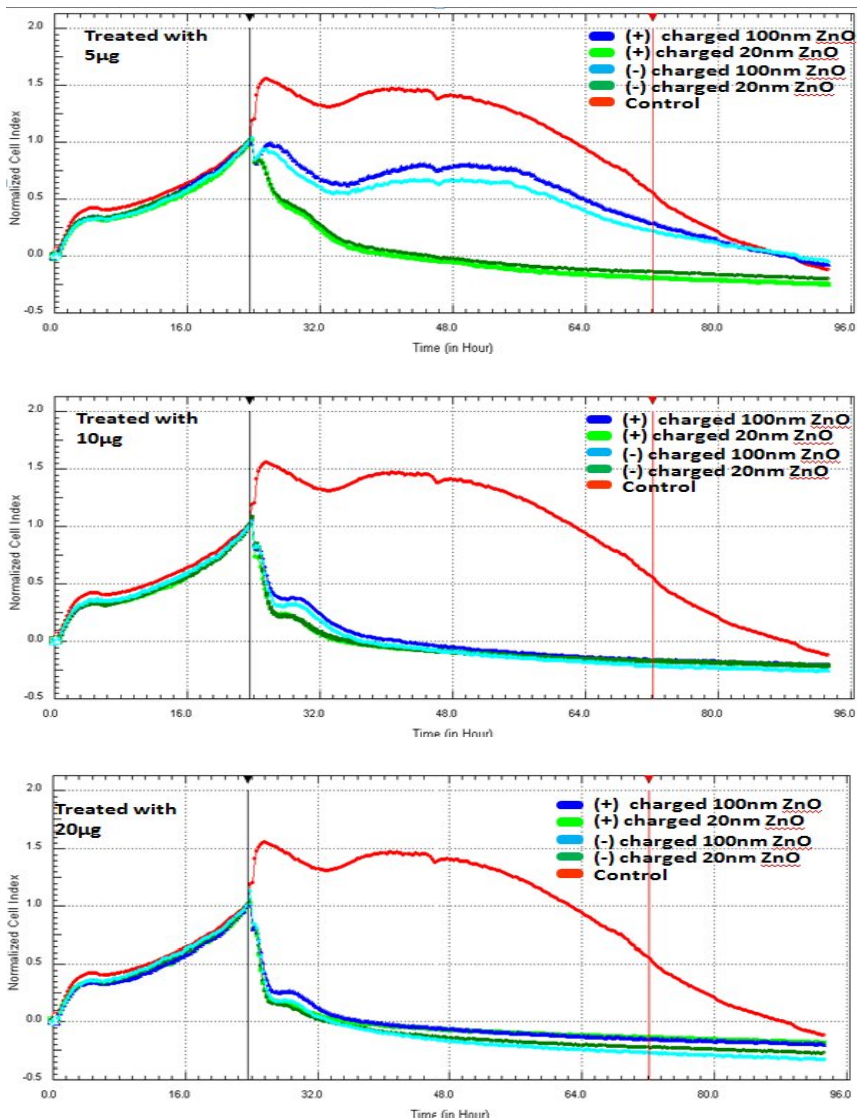 Treated with
5µg
(+) charged 100nm ZnO
(+) charged 20nm ZnO
(-) charged 100nm ZnO
(-) charged 20nm ZnO
Control
Normalized Cell Index
2.0
1.5
1.0
0.5
0.0
-0.5
0.0 16.0 32.0 48.0 64.0 80.0 96.0
Time (in Hour)
Treated with
10µg
(+) charged 100nm ZnO
(+) charged 20nm ZnO
(-) charged 100nm ZnO
(-) charged 20nm ZnO
Control
Normalized Cell Index
2.0
1.5
1.0
0.5
0.0
-0.5
0.0 16.0 32.0 48.0 64.0 80.0 96.0
Time (in Hour)
Treated with
20µg
(+) charged 100nm ZnO
(+) charged 20nm ZnO
(-) charged 100nm ZnO
(-) charged 20nm ZnO
Control
Normalized Cell Index
2.0
1.5
1.0
0.5
0.0
-0.5
0.0 16.0 32.0 48.0 64.0 80.0 96.0
Time (in Hour)